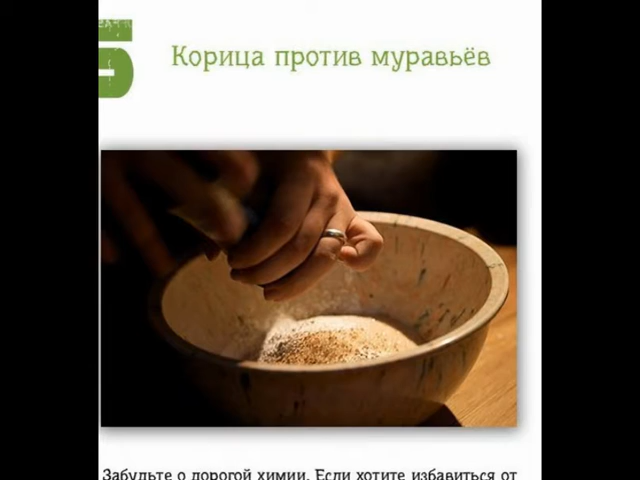 5
Корица против муравьёв
Забудьте о дорогой химии. Если хотите избавиться от